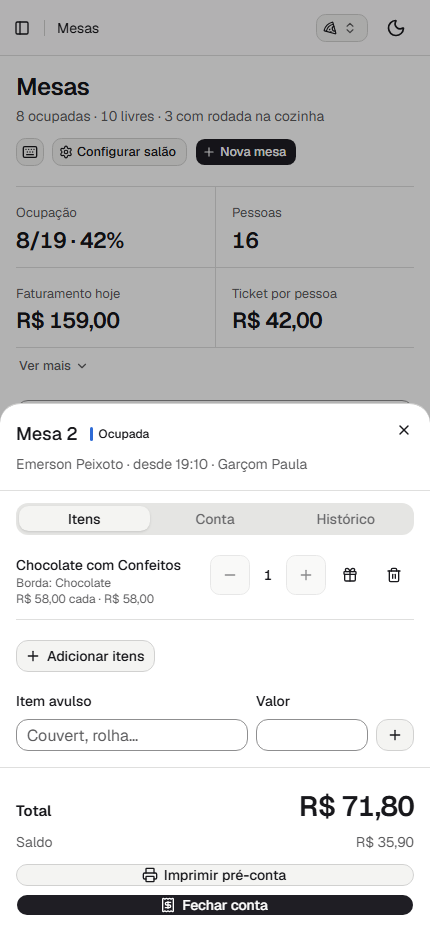 Mesas
Mesas
8 ocupadas · 10 livres · 3 com rodada na cozinha
Configurar salão
Nova mesa
Ocupação
8/19 · 42%
Pessoas
16
Faturamento hoje
R$ 159,00
Ticket por pessoa
R$ 42,00
Ver mais
Mesa 2
Ocupada
Emerson Peixoto · desde 19:10 · Garçom Paula
Itens
Conta
Histórico
Chocolate com Confeitos
Borda: Chocolate
R$ 58,00 cada · R$ 58,00
1
Adicionar itens
Item avulso
Valor
Couvert, rolha...
Total
R$ 71,80
Saldo
R$ 35,90
Imprimir pré-conta
Fechar conta